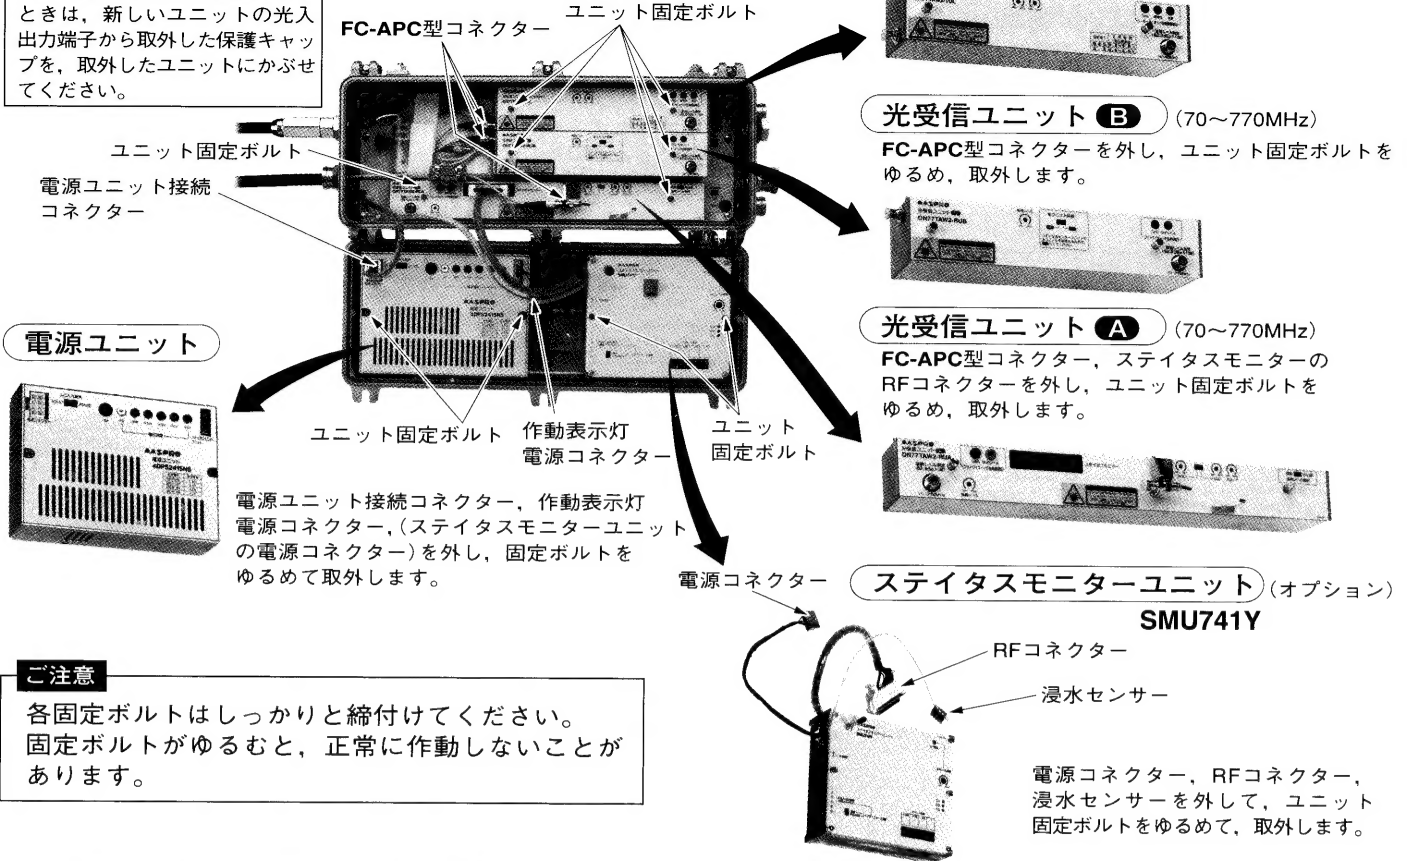 ときは，新しいユニットの光入
出力端子から取外した保護キャッ
プを，取外したユニットにかぶせ
てください。
FC-APC型コネクター
ユニット固定ボルト
ユニット固定ボルト
電源ユニット接続
コネクター
光受信ユニット B (70～770MHz)
FC-APC型コネクターを外し，ユニット固定ボルトを
ゆるめ，取外します。
電源ユニット
光受信ユニット A (70～770MHz)
FC-APC型コネクター，ステイタスモニターの
RFコネクターを外し，ユニット固定ボルトを
ゆるめ，取外します。
ユニット固定ボルト
作動表示灯
電源コネクター
ユニット
固定ボルト
電源ユニット接続コネクター，作動表示灯
電源コネクター，(ステイタスモニターユニット
の電源コネクター)を外し，固定ボルトを
ゆるめて取外します。
電源コネクター
ステイタスモニターユニット(オプション)
SMU741Y
RFコネクター
浸水センサー
電源コネクター，RFコネクター，
浸水センサーを外して，ユニット
固定ボルトをゆるめて，取外します。
ご注意
各固定ボルトはしっかりと締付けてください。
固定ボルトがゆるむと，正常に作動しないことが
あります。